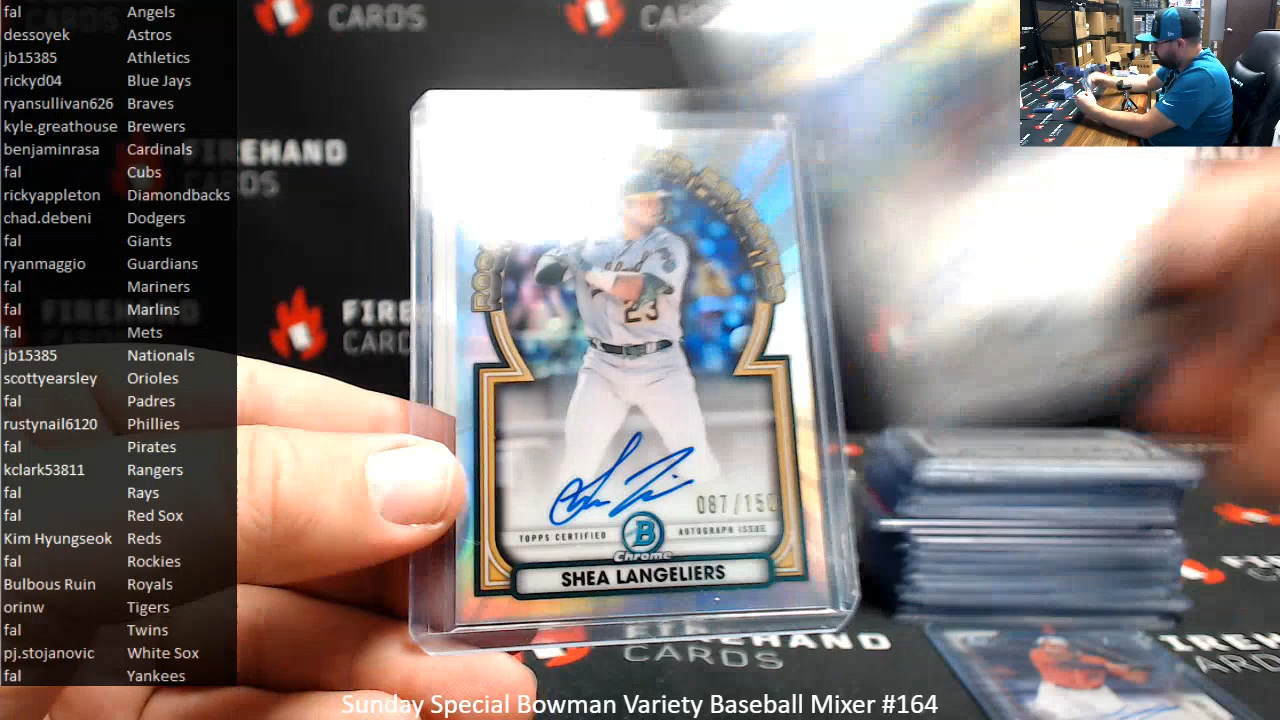 fal Angels
dessoyek Astros
jb15385 Athletics
rickyd04 Blue Jays
ryansullivan626 Braves
kyle.greathouse Brewers
benjaminrasa Cardinals
fal Cubs
rickyappleton Diamondbacks
chad.debeni Dodgers
fal Giants
ryanmaggio Guardians
fal Mariners
fal Marlins
fal Mets
jb15385 Nationals
scottyearsley Orioles
fal Padres
rustynail6120 Phillies
fal Pirates
kclark53811 Rangers
fal Rays
fal Red Sox
Kim Hyungseok Reds
fal Rockies
Bulbous Ruin Royals
orinw Tigers
fal Twins
pj.stojanovic White Sox
fal Yankees
CARDS
FIREHAND
CARDS
23
087/150
TOPPS CERTIFIED
AUTOGRAPH ISSUE
B
Chrome
SHEA LANGELIERS
FIREHAND
CARDS
Sunday Special Bowman Variety Baseball Mixer #164